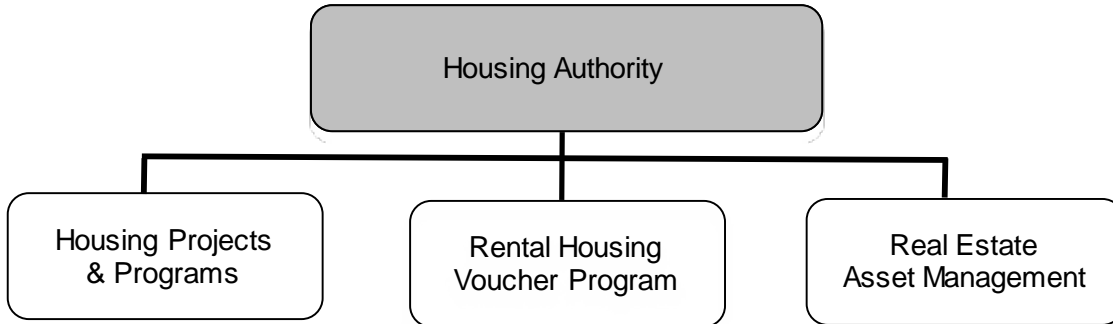 Housing Authority
Housing Projects
& Programs
Rental Housing
Voucher Program
Real Estate
Asset Management